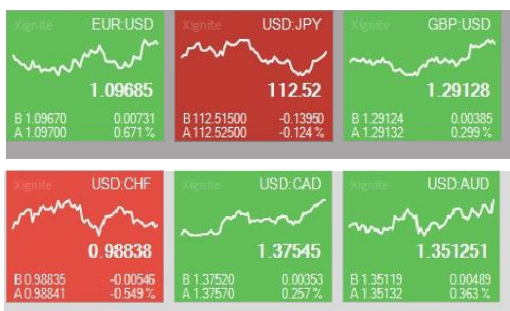 Xignite EUR:USD
1.09685
B 1.09670 0.00731
A 1.09700 0.671 %
Xignite USD:JPY
112.52
B 112.51500 -0.13950
A 112.52500 -0.124 %
Xignite GBP:USD
1.29128
B 1.29124 0.00385
A 1.29132 0.299 %
Xignite USD:CHF
0.98838
B 0.98835 -0.00546
A 0.98841 -0.549 %
Xignite USD:CAD
1.37545
B 1.37520 0.00353
A 1.37570 0.257 %
Xignite USD:AUD
1.351251
B 1.35119 0.00489
A 1.35132 0.363 %